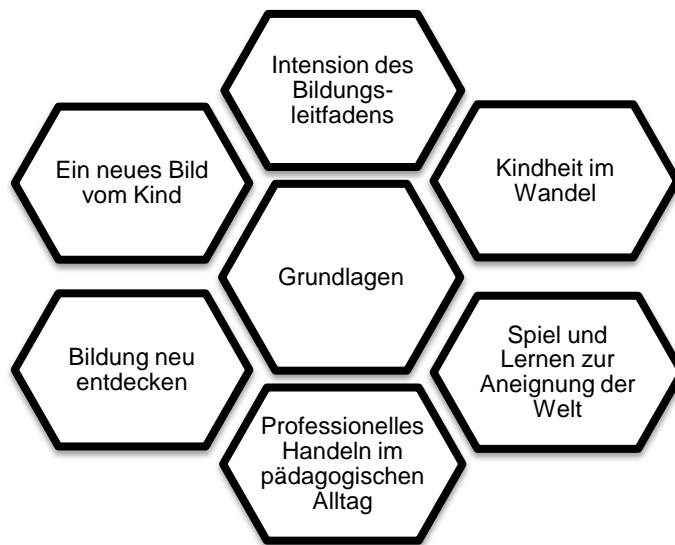 Intension des
Bildungs-
leitfadens
Ein neues Bild
vom Kind
Kindheit im
Wandel
Grundlagen
Bildung neu
entdecken
Spiel und
Lernen zur
Aneignung der
Welt
Professionelles
Handeln im
pädagogischen
Alltag